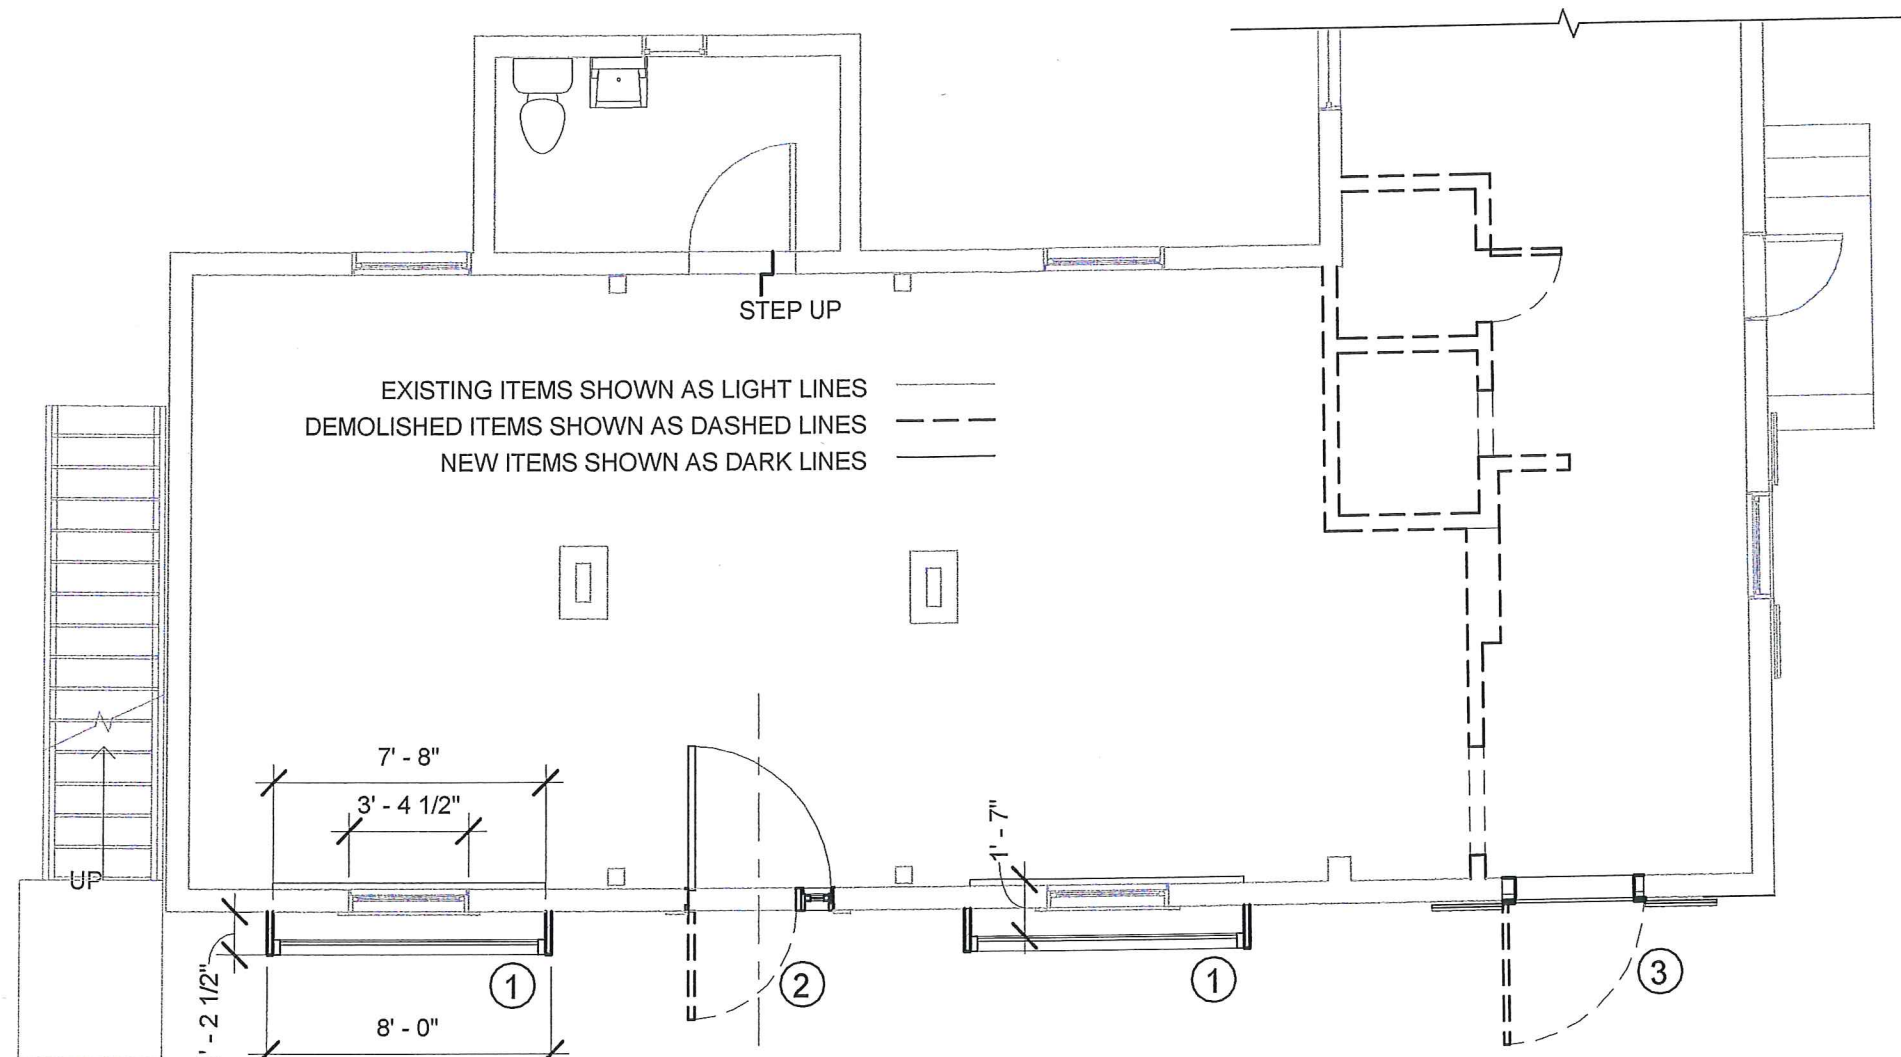 STEP UP
EXISTING ITEMS SHOWN AS LIGHT LINES
DEMOLISHED ITEMS SHOWN AS DASHED LINES
NEW ITEMS SHOWN AS DARK LINES
7' - 8"
3' - 4 1/2"
1' - 7"
UP
' - 2 1/2"
1
2
1
3
8' - 0"